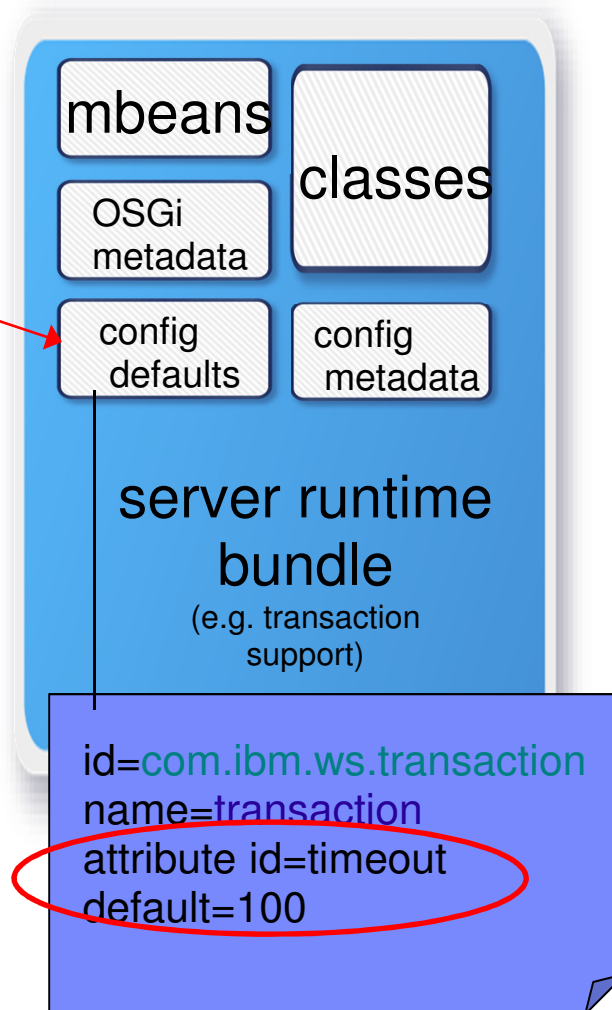 mbeans
classes
OSGi
metadata
config
defaults
config
metadata
server runtime
bundle
(e.g. transaction
support)
id=com.ibm.ws.transaction
name=transaction
attribute id=timeout
default=100